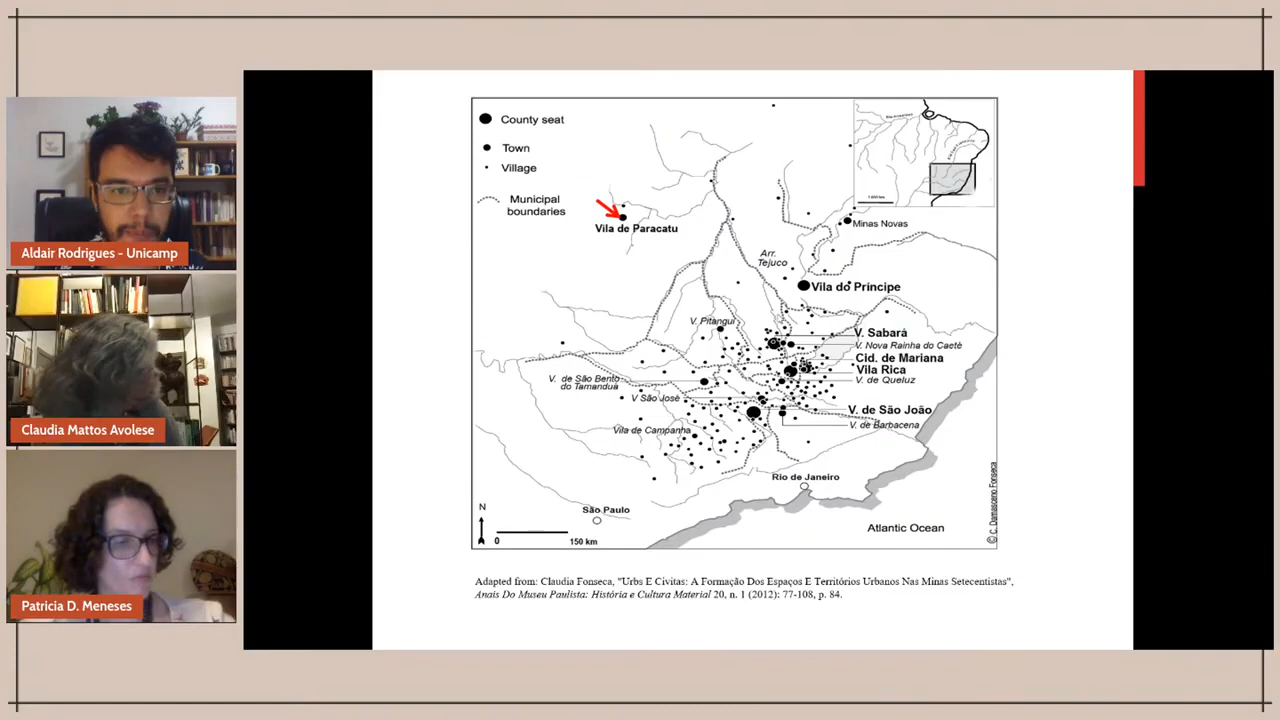 Aldair Rodrigues - Unicamp
Claudia Mattos Avolese
Patricia D. Meneses
County seat
Town
Village
Municipal
boundaries
Vila de Paracatu
Minas Novas
Arr.
Tejuco
Vila do Príncipe
V. Pitangui
V. Sabará
V. Nova Rainha do Caeté
Cid. de Mariana
Vila Rica
V. de Queluz
V. de São Bento
do Tamanduá
V São José
V. de São João
V. de Barbacena
Vila de Campanha
Rio de Janeiro
São Paulo
N
0 150 km
Atlantic Ocean
© C. Damasceno Fonseca
Adapted from: Claudia Fonseca, "Urbs E Civitas: A Formação Dos Espaços E Territórios Urbanos Nas Minas Setecentistas",
Anais Do Museu Paulista: História e Cultura Material 20, n. 1 (2012): 77-108, p. 84.